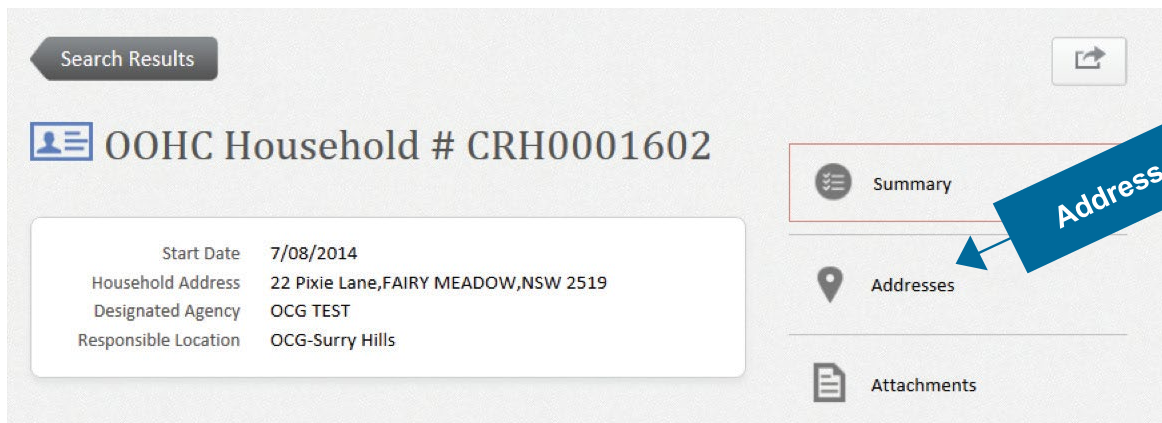 Search Results
OOHC Household # CRH0001602
Start Date 7/08/2014
Household Address 22 Pixie Lane,FAIRY MEADOW,NSW 2519
Designated Agency OCG TEST
Responsible Location OCG-Surry Hills
Summary
Address
Addresses
Attachments